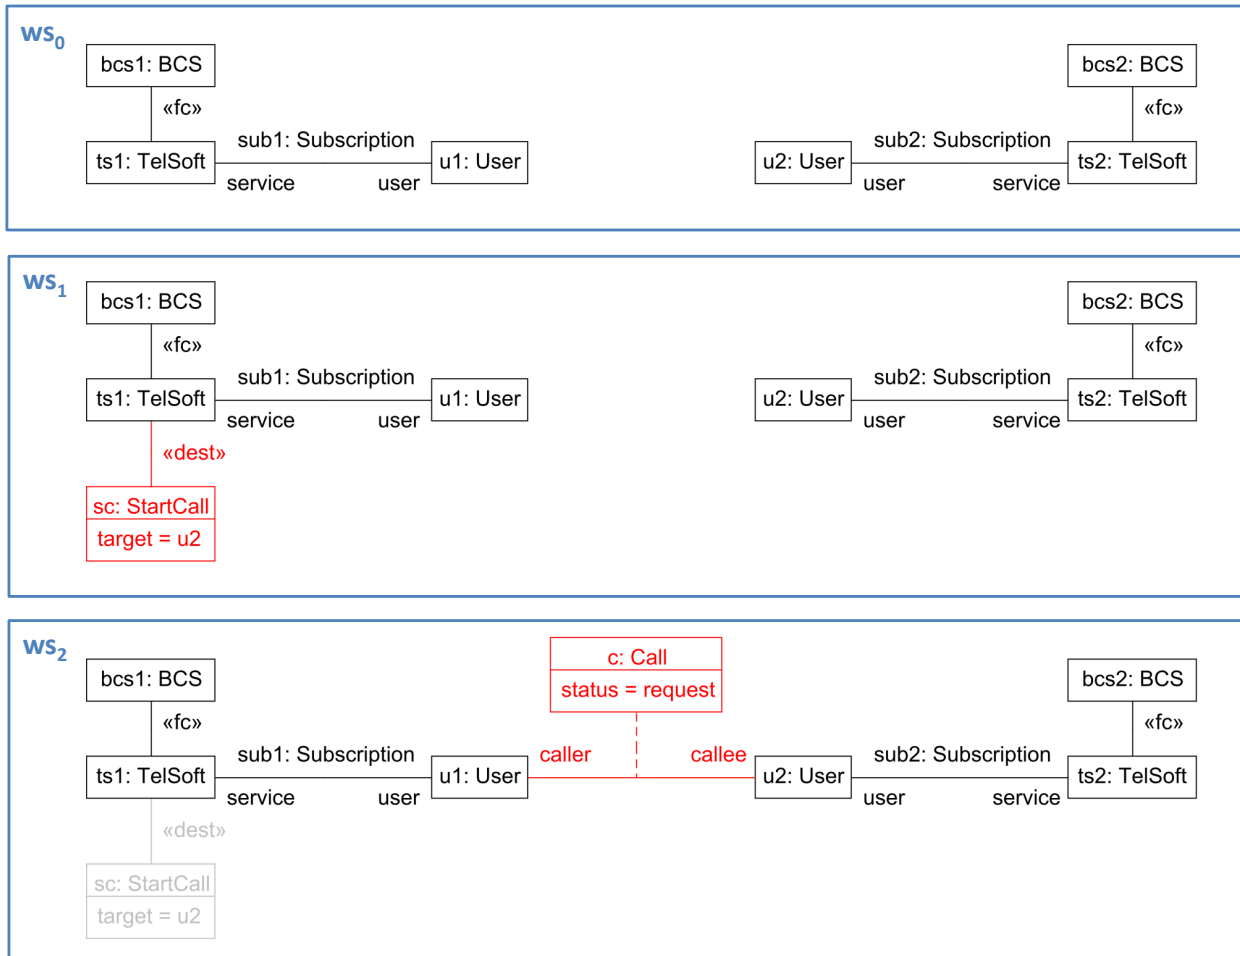 ws0
bcs1: BCS
bcs2: BCS
«fc»
«fc»
sub1: Subscription
sub2: Subscription
ts1: TelSoft
u1: User
u2: User
ts2: TelSoft
service
user
user
service
ws1
bcs1: BCS
bcs2: BCS
«fc»
«fc»
sub1: Subscription
sub2: Subscription
ts1: TelSoft
u1: User
u2: User
ts2: TelSoft
service
user
user
service
«dest»
sc: StartCall
target = u2
ws2
c: Call
status = request
bcs1: BCS
bcs2: BCS
«fc»
«fc»
sub1: Subscription
caller
callee
sub2: Subscription
ts1: TelSoft
u1: User
u2: User
ts2: TelSoft
service
user
user
service
«dest»
sc: StartCall
target = u2